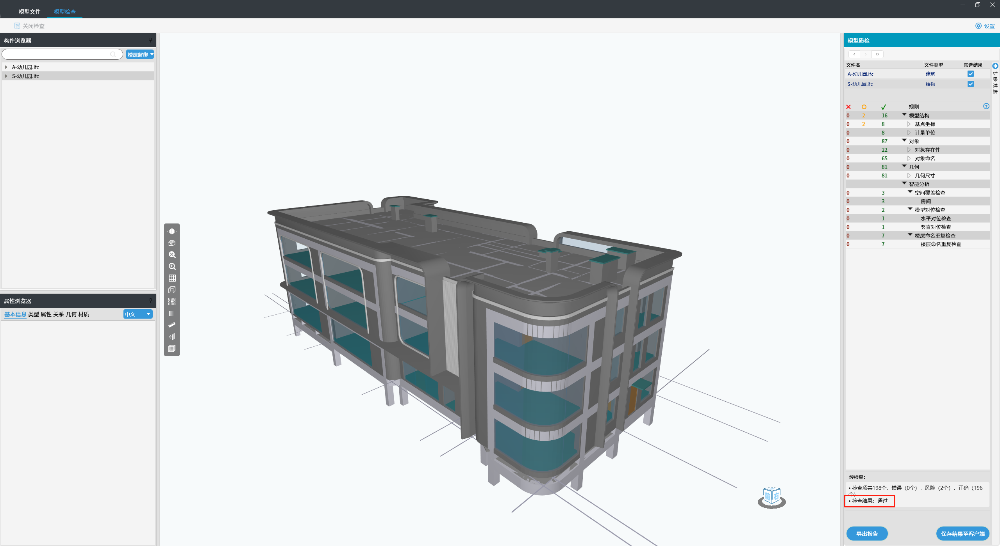 模型文件 模型检查
关闭检查 设置
构件浏览器
楼层解绑
A-幼儿园.ifc
S-幼儿园.ifc
属性浏览器
基本信息 类型 属性 关系 几何 材质 中文
前 右
模型质检
文件名 文件类型 筛选结果
A-幼儿园.ifc 建筑
S-幼儿园.ifc 结构
结果详情
规则
0 2 16 模型结构
0 2 8 基点坐标
0 8 计量单位
0 87 对象
0 22 对象存在性
0 65 对象命名
0 81 几何
0 81 几何尺寸
智能分析
0 3 空间覆盖检查
0 3 房间
0 2 模型对位检查
0 1 水平对位检查
0 1 竖直对位检查
0 7 楼层命名重复检查
0 7 楼层命名重复检查
经检查：
• 检查项共198个。错误（0个），风险（2个），正确（196
个）
• 检查结果：通过
导出报告 保存结果至客户端